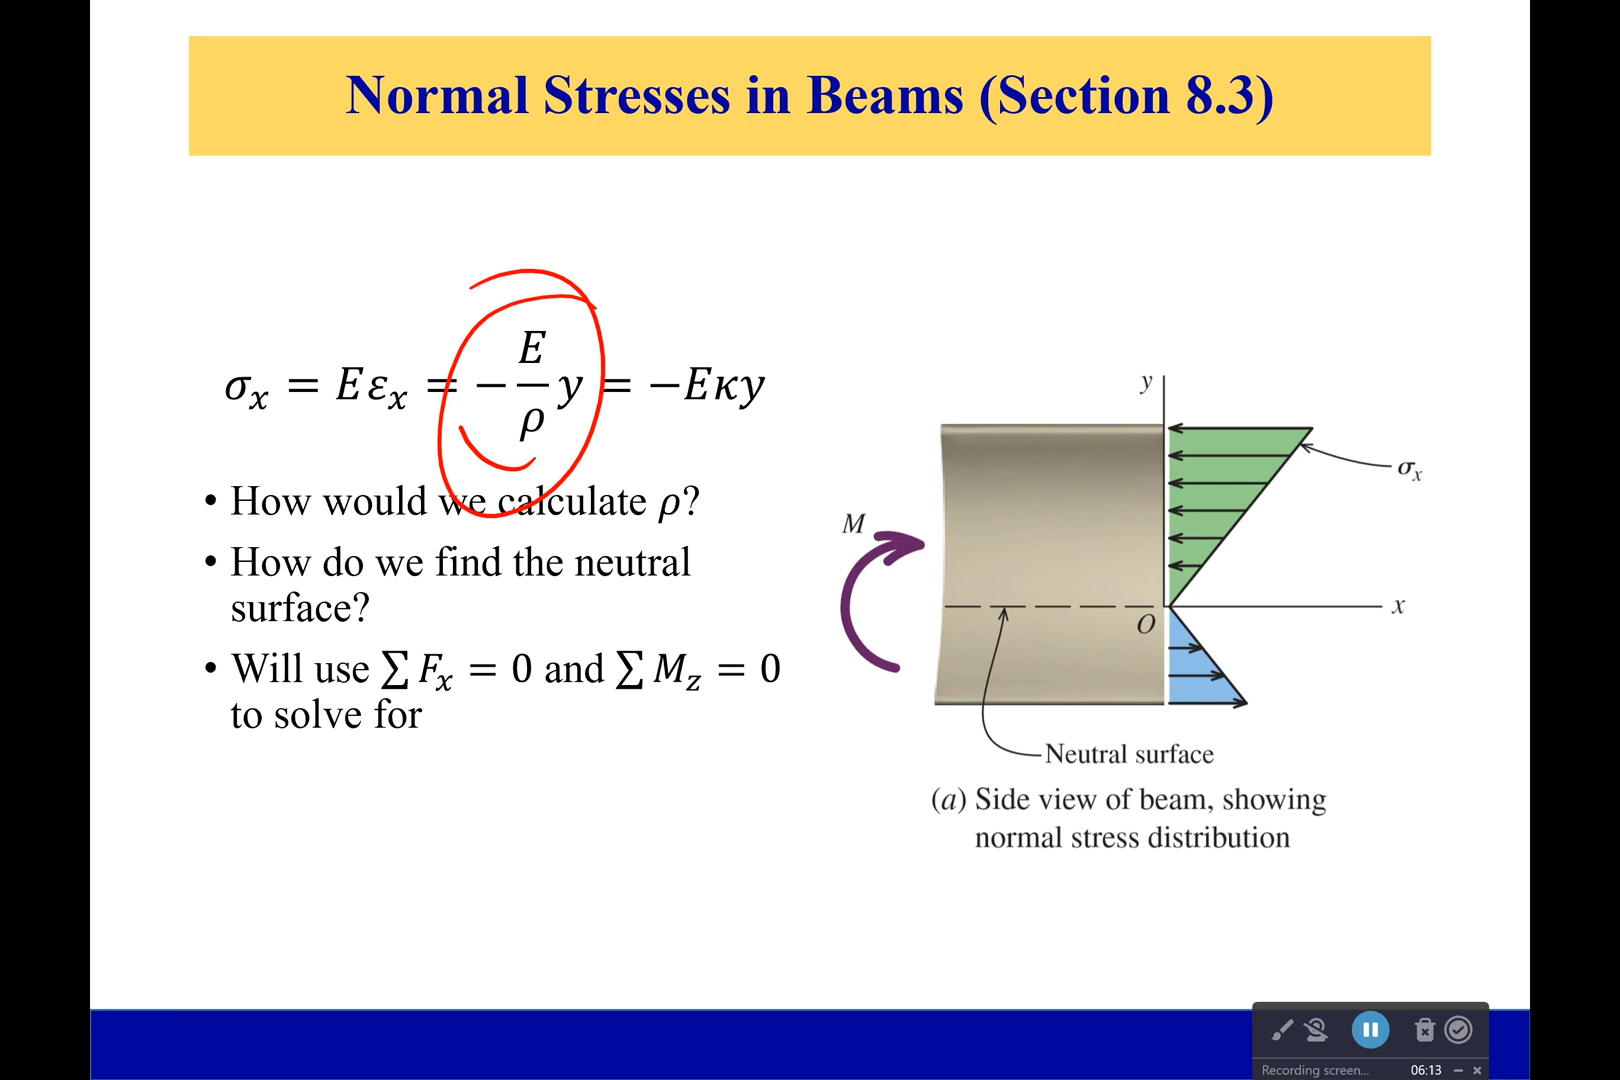 Normal Stresses in Beams (Section 8.3)
σₓ = Eεₓ = −E/ρ y = −Eκy
• How would we calculate ρ?
• How do we find the neutral
surface?
• Will use ∑ Fₓ = 0 and ∑ M_z = 0
to solve for
y
σₓ
M
x
O
Neutral surface
(a) Side view of beam, showing
normal stress distribution
Recording screen... 06:13